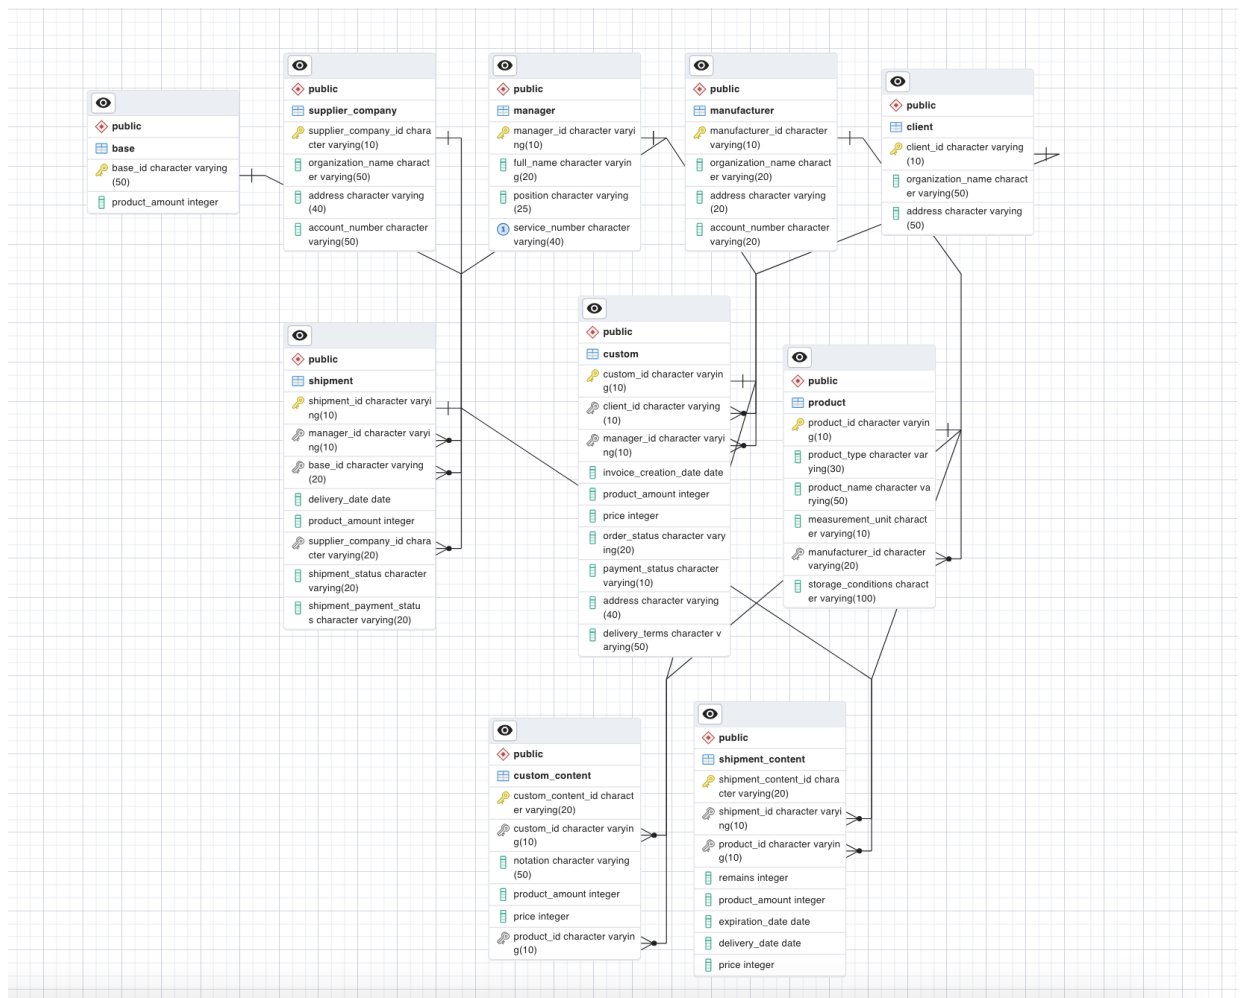 public
base
base_id character varying
(50)
product_amount integer
public
supplier_company
supplier_company_id chara
cter varying(10)
organization_name charact
er varying(50)
address character varying
(40)
account_number character
varying(50)
public
manager
manager_id character varyi
ng(10)
full_name character varyin
g(20)
position character varying
(25)
1
service_number character
varying(40)
public
manufacturer
manufacturer_id character
varying(10)
organization_name charact
er varying(20)
address character varying
(20)
account_number character
varying(20)
public
client
client_id character varying
(10)
organization_name charact
er varying(50)
address character varying
(50)
public
shipment
shipment_id character varyi
ng(10)
manager_id character varyi
ng(10)
base_id character varying
(20)
delivery_date date
product_amount integer
supplier_company_id chara
cter varying(20)
shipment_status character
varying(20)
shipment_payment_statu
s character varying(20)
public
custom
custom_id character varyin
g(10)
client_id character varying
(10)
manager_id character varyi
ng(10)
invoice_creation_date date
product_amount integer
price integer
order_status character vary
ing(20)
payment_status character
varying(10)
address character varying
(40)
delivery_terms character v
arying(50)
public
product
product_id character varyin
g(10)
product_type character var
ying(30)
product_name character va
rying(50)
measurement_unit charact
er varying(10)
manufacturer_id character
varying(20)
storage_conditions charact
er varying(100)
public
custom_content
custom_content_id charact
er varying(20)
custom_id character varyin
g(10)
notation character varying
(50)
product_amount integer
price integer
product_id character varyin
g(10)
public
shipment_content
shipment_content_id chara
cter varying(20)
shipment_id character varyi
ng(10)
product_id character varyin
g(10)
remains integer
product_amount integer
expiration_date date
delivery_date date
price integer